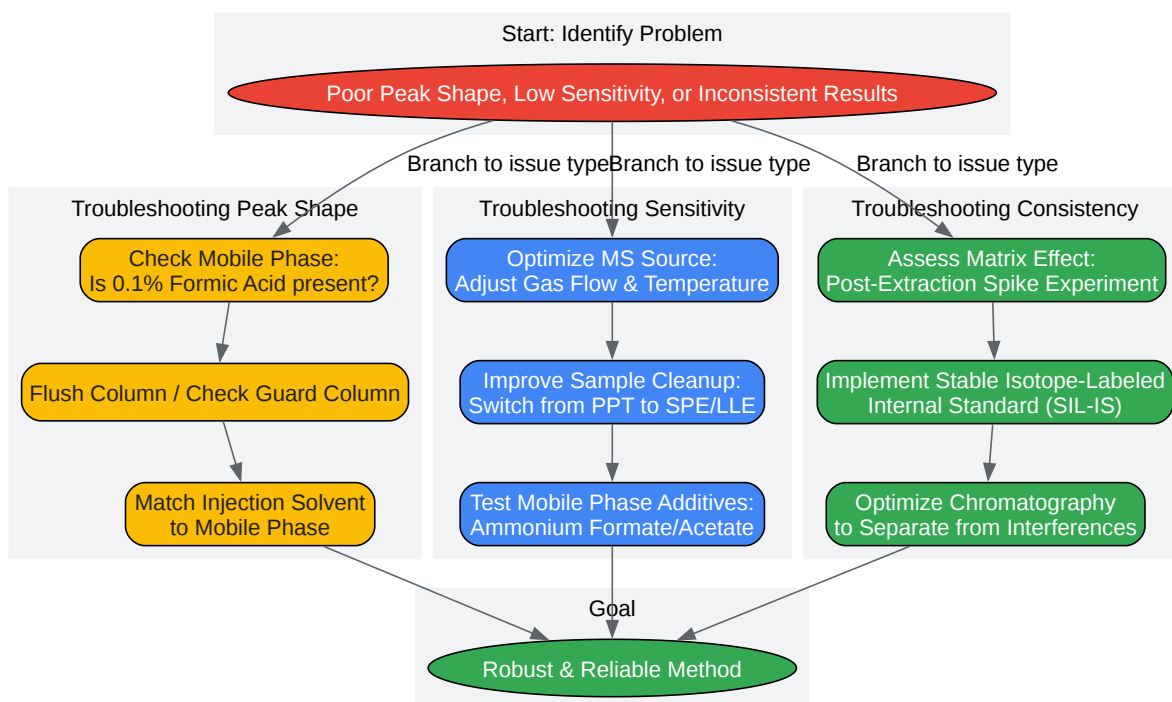 Start: Identify Problem
Poor Peak Shape, Low Sensitivity, or Inconsistent Results
Branch to issue type
Branch to issue type
Branch to issue type
Troubleshooting Peak Shape
Check Mobile Phase:
Is 0.1% Formic Acid present?
Flush Column / Check Guard Column
Match Injection Solvent
to Mobile Phase
Troubleshooting Sensitivity
Optimize MS Source:
Adjust Gas Flow & Temperature
Improve Sample Cleanup:
Switch from PPT to SPE/LLE
Test Mobile Phase Additives:
Ammonium Formate/Acetate
Troubleshooting Consistency
Assess Matrix Effect:
Post-Extraction Spike Experiment
Implement Stable Isotope-Labeled
Internal Standard (SIL-IS)
Optimize Chromatography
to Separate from Interferences
Goal
Robust & Reliable Method